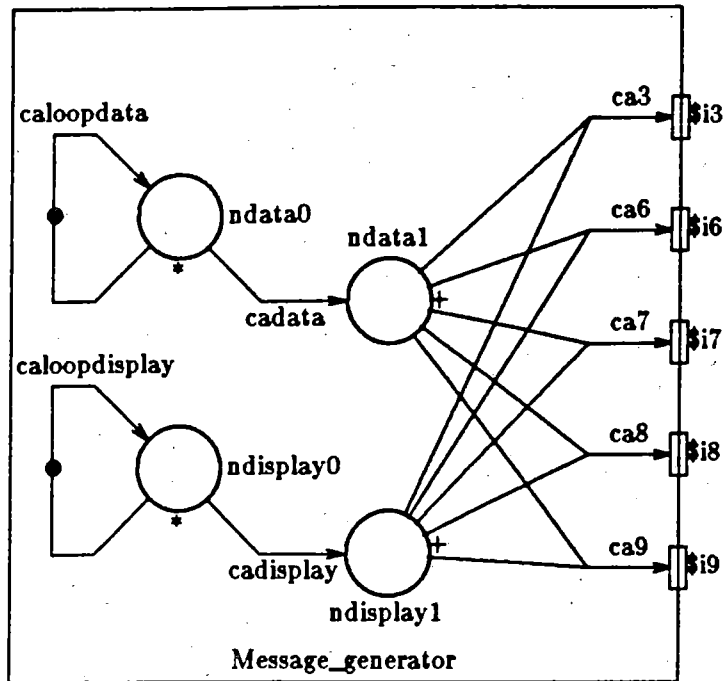 caloopdata
ndata0
*
cadata
ndata1
+
caloopdisplay
ndisplay0
*
cadisplay
ndisplay1
+
ca3
$i3
ca6
$i6
ca7
$i7
ca8
$i8
ca9
$i9
Message_generator